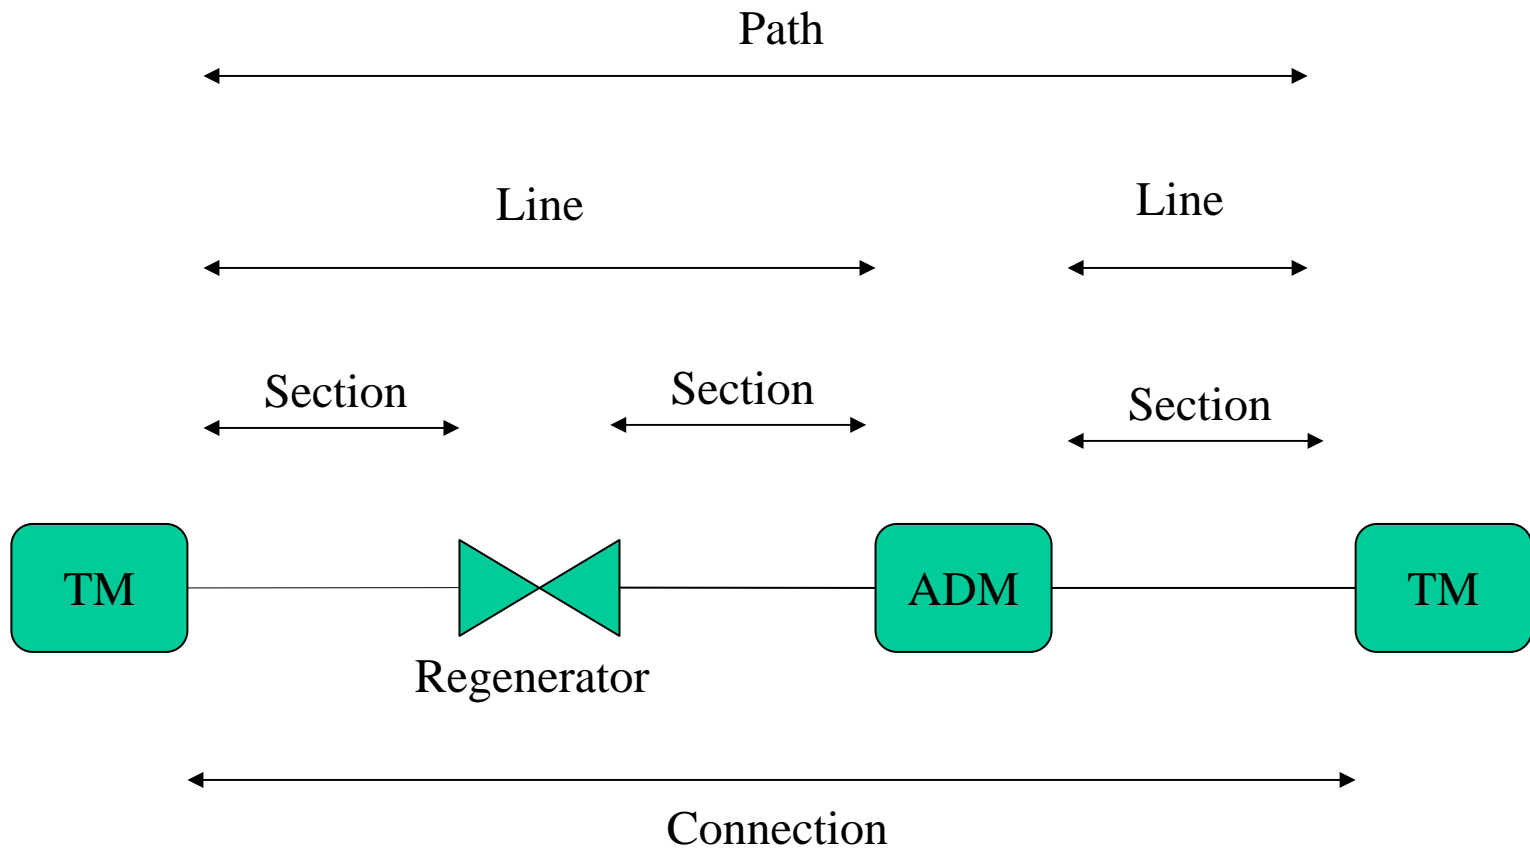 Path
Line
Line
Section
Section
Section
TM
ADM
TM
Regenerator
Connection